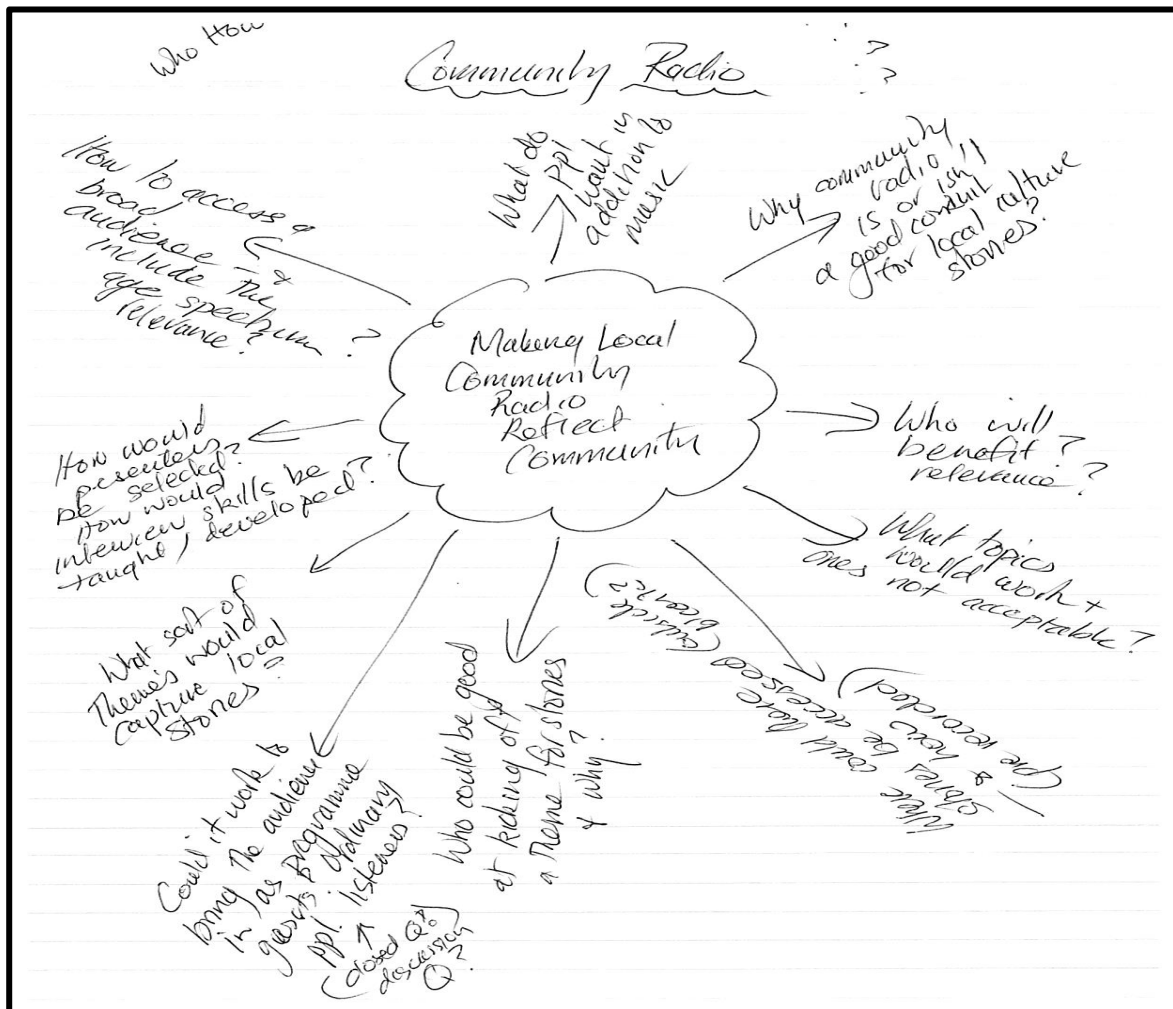 Who How
Community Radio
?
?
?
What do
ppl
want in
addition to
music
Why community
radio
is or isn't
a good conduit
for local culture
stories?
How to access a
broad
audience &
include the
age spectrum ?
relevance?
Making Local
Community
Radio
Reflect
Community
Who will
benefit?
relevance?
What topics
would work +
ones not acceptable?
How would
presenters
be selected?
How would
interview skills be
taught / developed?
What sort of
Theme's would
capture local
stories?
Could it work to
bring the audience
in as programme
guests ordinary
ppl listeners?
(closed Q?
discussion
Q?
Who could be good
at kicking off
a theme for stories
& why?
Where could these
stories be accessed
& how
(pre recorded)